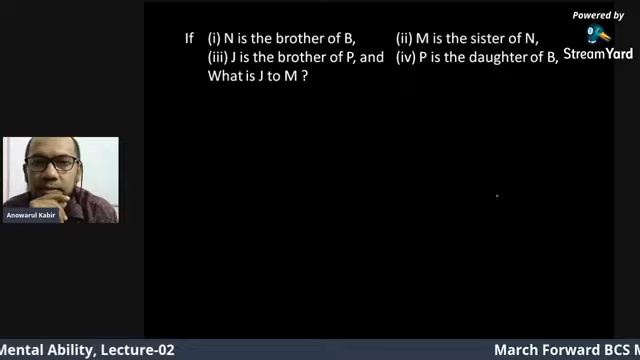 Powered by
StreamYard
If (i) N is the brother of B, (ii) M is the sister of N,
(iii) J is the brother of P, and (iv) P is the daughter of B,
What is J to M ?
Anowarul Kabir
Mental Ability, Lecture-02 March Forward BCS M